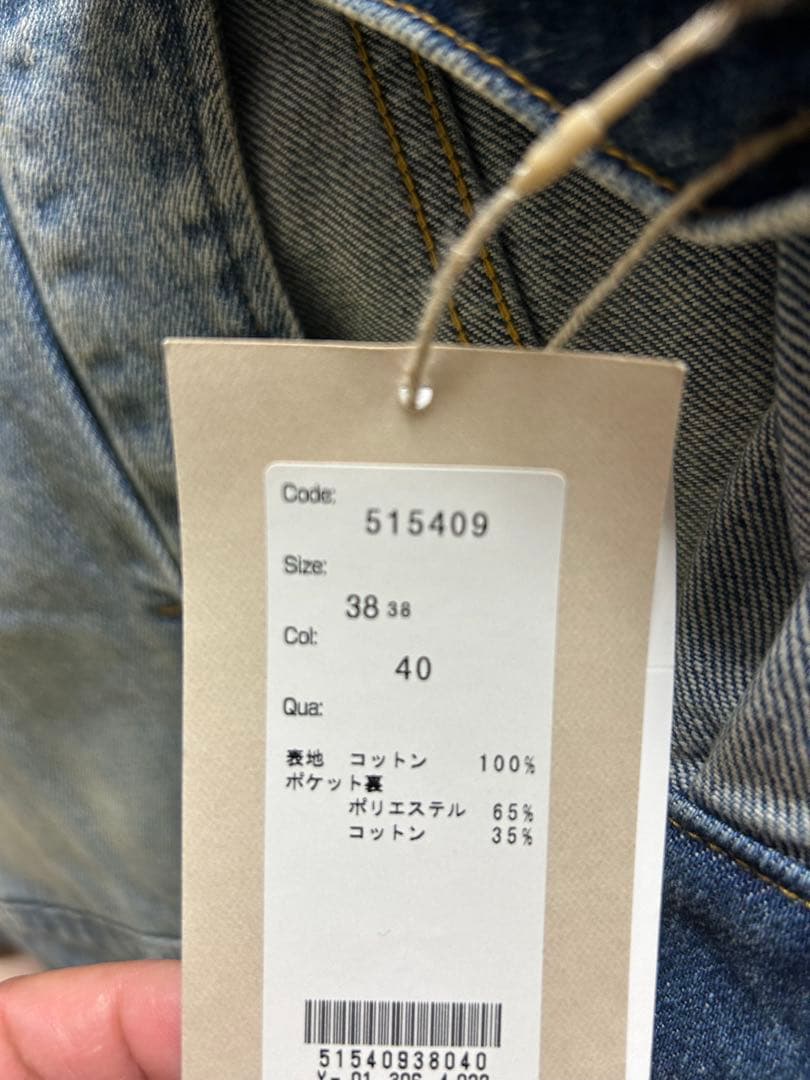 Code:
515409
Size:
38 38
Col:
40
Qua:
表地 コットン 100%
ポケット裏
ポリエステル 65%
コットン 35%
51540938040